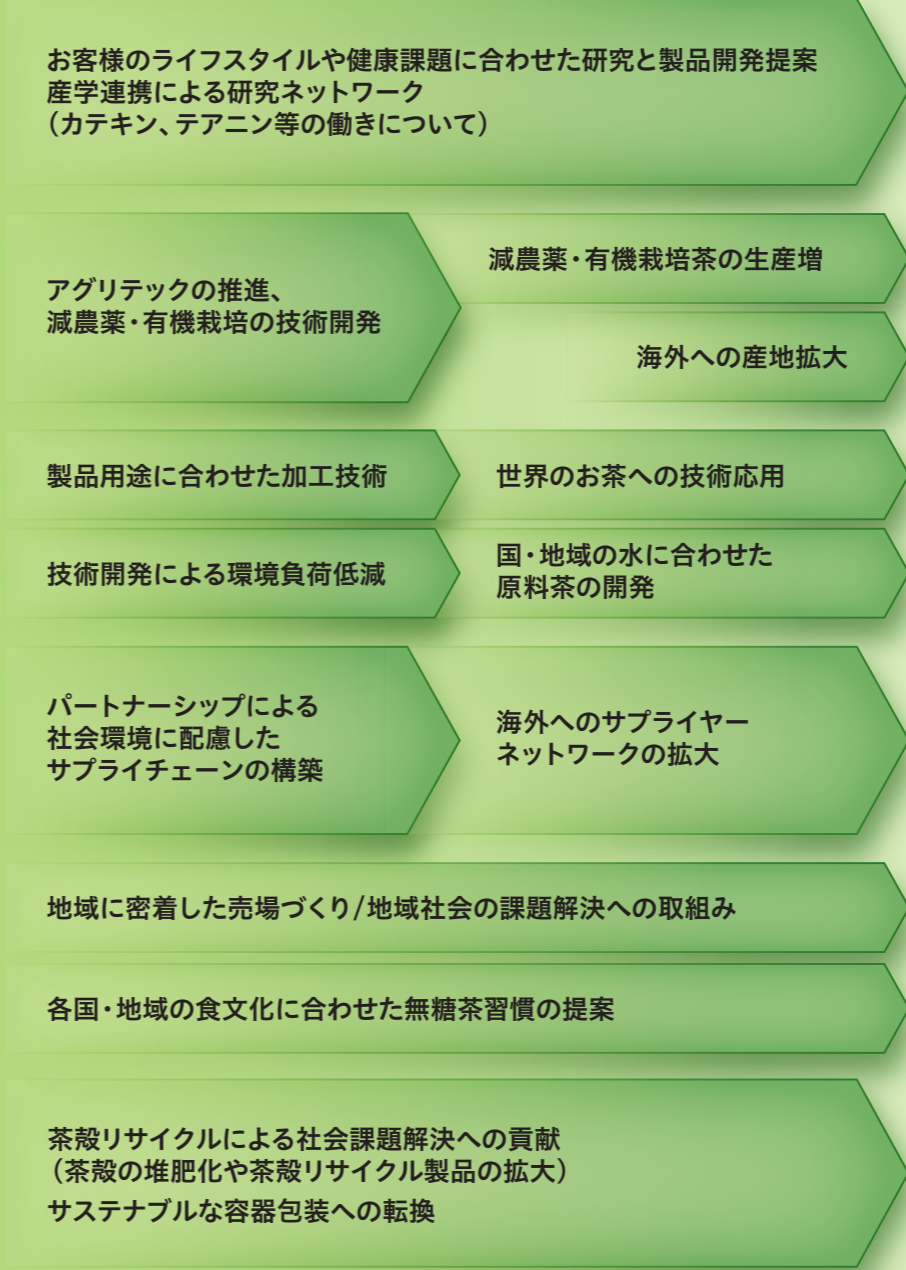 お客様のライフスタイルや健康課題に合わせた研究と製品開発提案
産学連携による研究ネットワーク
（カテキン、テアニン等の働きについて）
アグリテックの推進、
減農薬・有機栽培の技術開発
減農薬・有機栽培茶の生産増
海外への産地拡大
製品用途に合わせた加工技術
世界のお茶への技術応用
技術開発による環境負荷低減
国・地域の水に合わせた
原料茶の開発
パートナーシップによる
社会環境に配慮した
サプライチェーンの構築
海外へのサプライヤー
ネットワークの拡大
地域に密着した売場づくり/地域社会の課題解決への取組み
各国・地域の食文化に合わせた無糖茶習慣の提案
茶殻リサイクルによる社会課題解決への貢献
（茶殻の堆肥化や茶殻リサイクル製品の拡大）
サステナブルな容器包装への転換